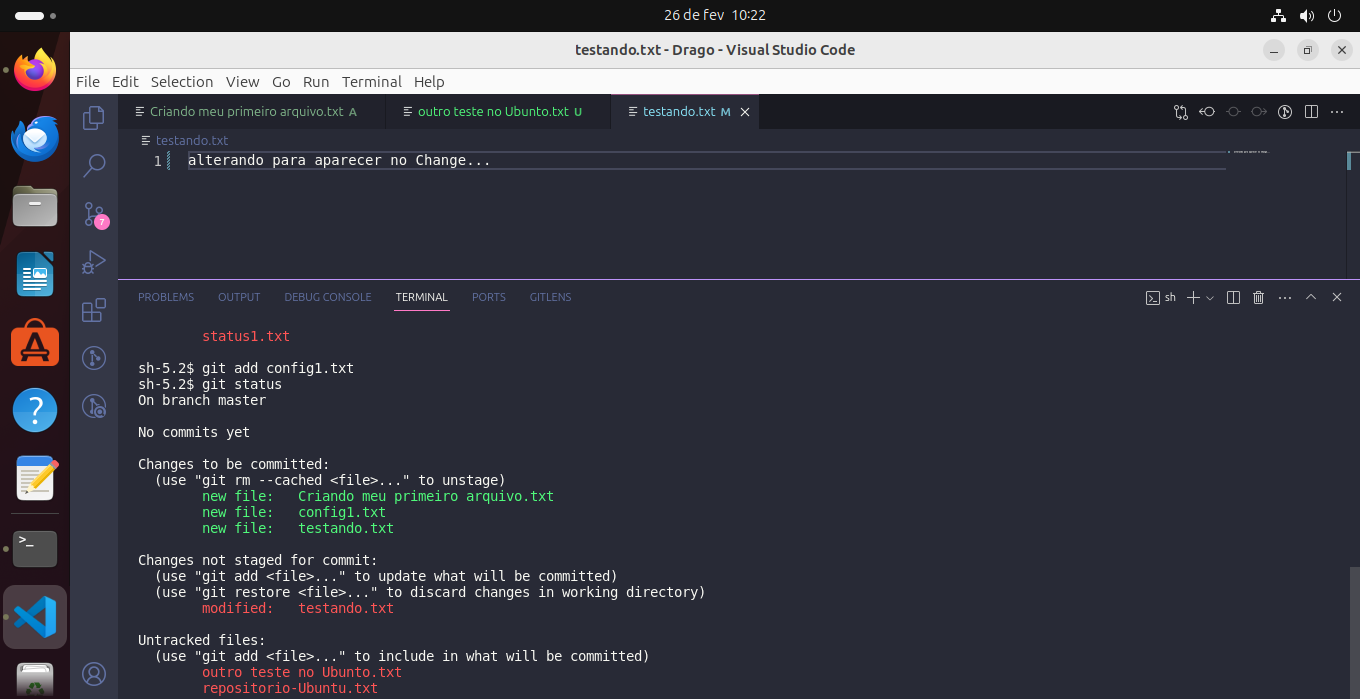 26 de fev 10:22
testando.txt - Drago - Visual Studio Code
File Edit Selection View Go Run Terminal Help
Criando meu primeiro arquivo.txt A
outro teste no Ubunto.txt U
testando.txt M
testando.txt
1 alterando para aparecer no Change...
7
PROBLEMS OUTPUT DEBUG CONSOLE TERMINAL PORTS GITLENS
sh
status1.txt
sh-5.2$ git add config1.txt
sh-5.2$ git status
On branch master
No commits yet
Changes to be committed:
(use "git rm --cached <file>..." to unstage)
new file: Criando meu primeiro arquivo.txt
new file: config1.txt
new file: testando.txt
Changes not staged for commit:
(use "git add <file>..." to update what will be committed)
(use "git restore <file>..." to discard changes in working directory)
modified: testando.txt
Untracked files:
(use "git add <file>..." to include in what will be committed)
outro teste no Ubunto.txt
repositorio-Ubuntu.txt